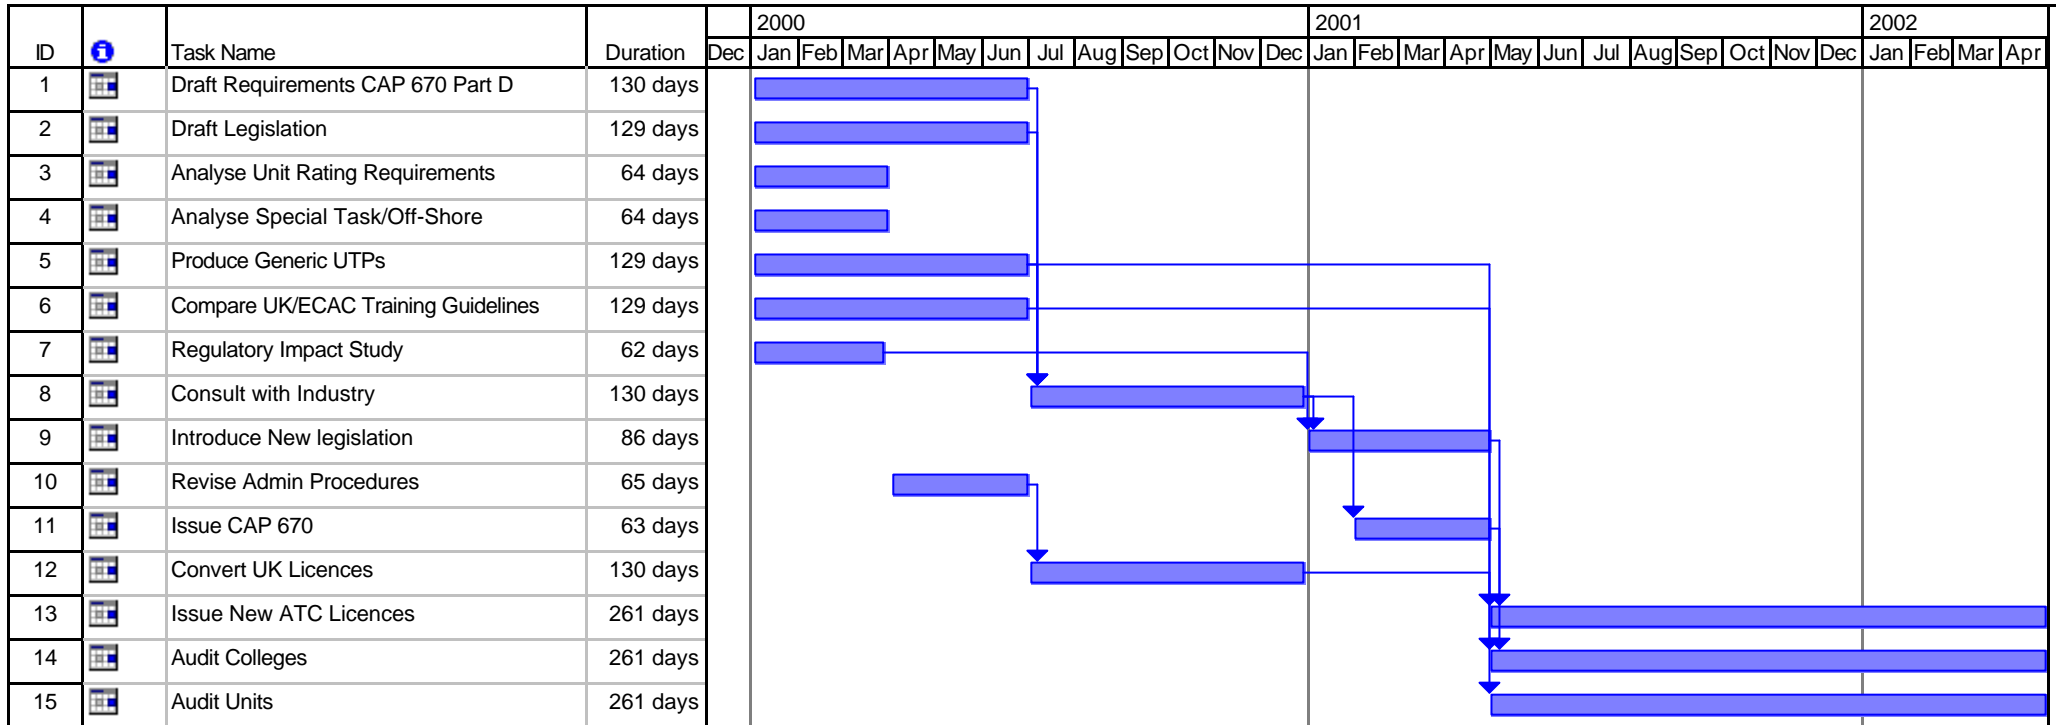 2000 2001 2002
ID Task Name Duration Dec Jan Feb Mar Apr May Jun Jul Aug Sep Oct Nov Dec Jan Feb Mar Apr May Jun Jul Aug Sep Oct Nov Dec Jan Feb Mar Apr
1 Draft Requirements CAP 670 Part D 130 days
2 Draft Legislation 129 days
3 Analyse Unit Rating Requirements 64 days
4 Analyse Special Task/Off-Shore 64 days
5 Produce Generic UTPs 129 days
6 Compare UK/ECAC Training Guidelines 129 days
7 Regulatory Impact Study 62 days
8 Consult with Industry 130 days
9 Introduce New legislation 86 days
10 Revise Admin Procedures 65 days
11 Issue CAP 670 63 days
12 Convert UK Licences 130 days
13 Issue New ATC Licences 261 days
14 Audit Colleges 261 days
15 Audit Units 261 days